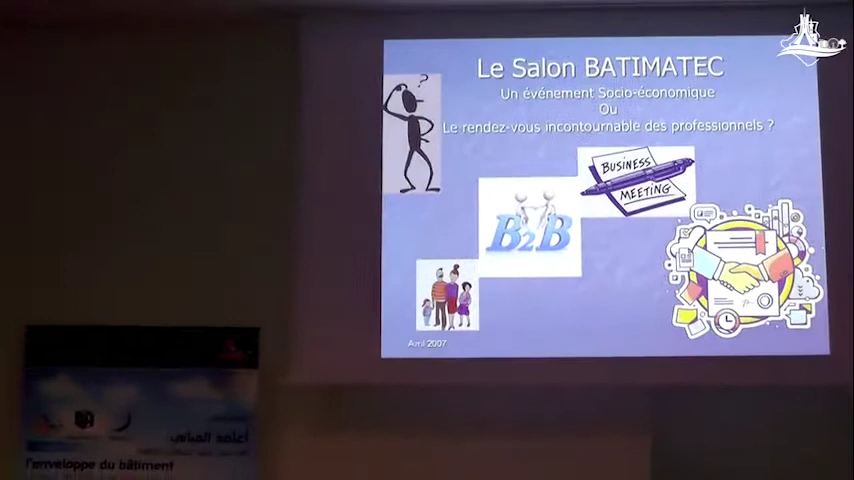 Le Salon BATIMATEC
Un événement Socio-économique
Ou
Le rendez-vous incontournable des professionnels ?
?
BUSINESS
MEETING
B2B
Avril 2007
أغلفة المباني
l'enveloppe du bâtiment